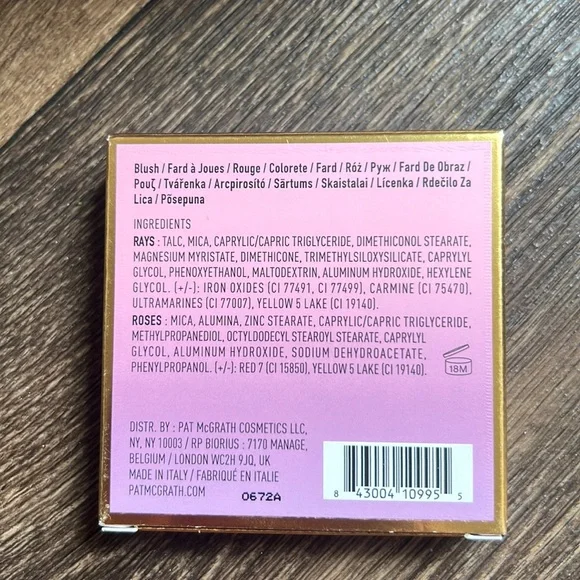 Blush / Fard à Joues / Rouge / Colorete / Fard / Róż / Руж / Fard De Obraz /
Ρουζ / Tvářenka / Arcpirosító / Sārtums / Skaistalai / Lícenka / Rdečilo Za
Lica / Põsepuna
INGREDIENTS
RAYS : TALC, MICA, CAPRYLIC/CAPRIC TRIGLYCERIDE, DIMETHICONOL STEARATE,
MAGNESIUM MYRISTATE, DIMETHICONE, TRIMETHYLSILOXYSILICATE, CAPRYLYL
GLYCOL, PHENOXYETHANOL, MALTODEXTRIN, ALUMINUM HYDROXIDE, HEXYLENE
GLYCOL. (+/-): IRON OXIDES (CI 77491, CI 77499), CARMINE (CI 75470),
ULTRAMARINES (CI 77007), YELLOW 5 LAKE (CI 19140).
ROSES : MICA, ALUMINA, ZINC STEARATE, CAPRYLIC/CAPRIC TRIGLYCERIDE,
METHYLPROPANEDIOL, OCTYLDODECYL STEAROYL STEARATE, CAPRYLYL
GLYCOL, ALUMINUM HYDROXIDE, SODIUM DEHYDROACETATE,
PHENYLPROPANOL. (+/-): RED 7 (CI 15850), YELLOW 5 LAKE (CI 19140).
18M
DISTR. BY : PAT McGRATH COSMETICS LLC,
NY, NY 10003 / RP BIORIUS : 7170 MANAGE,
BELGIUM / LONDON WC2H 9JQ, UK
MADE IN ITALY / FABRIQUÉ EN ITALIE
PATMCGRATH.COM
0672A
8 43004 10995 5